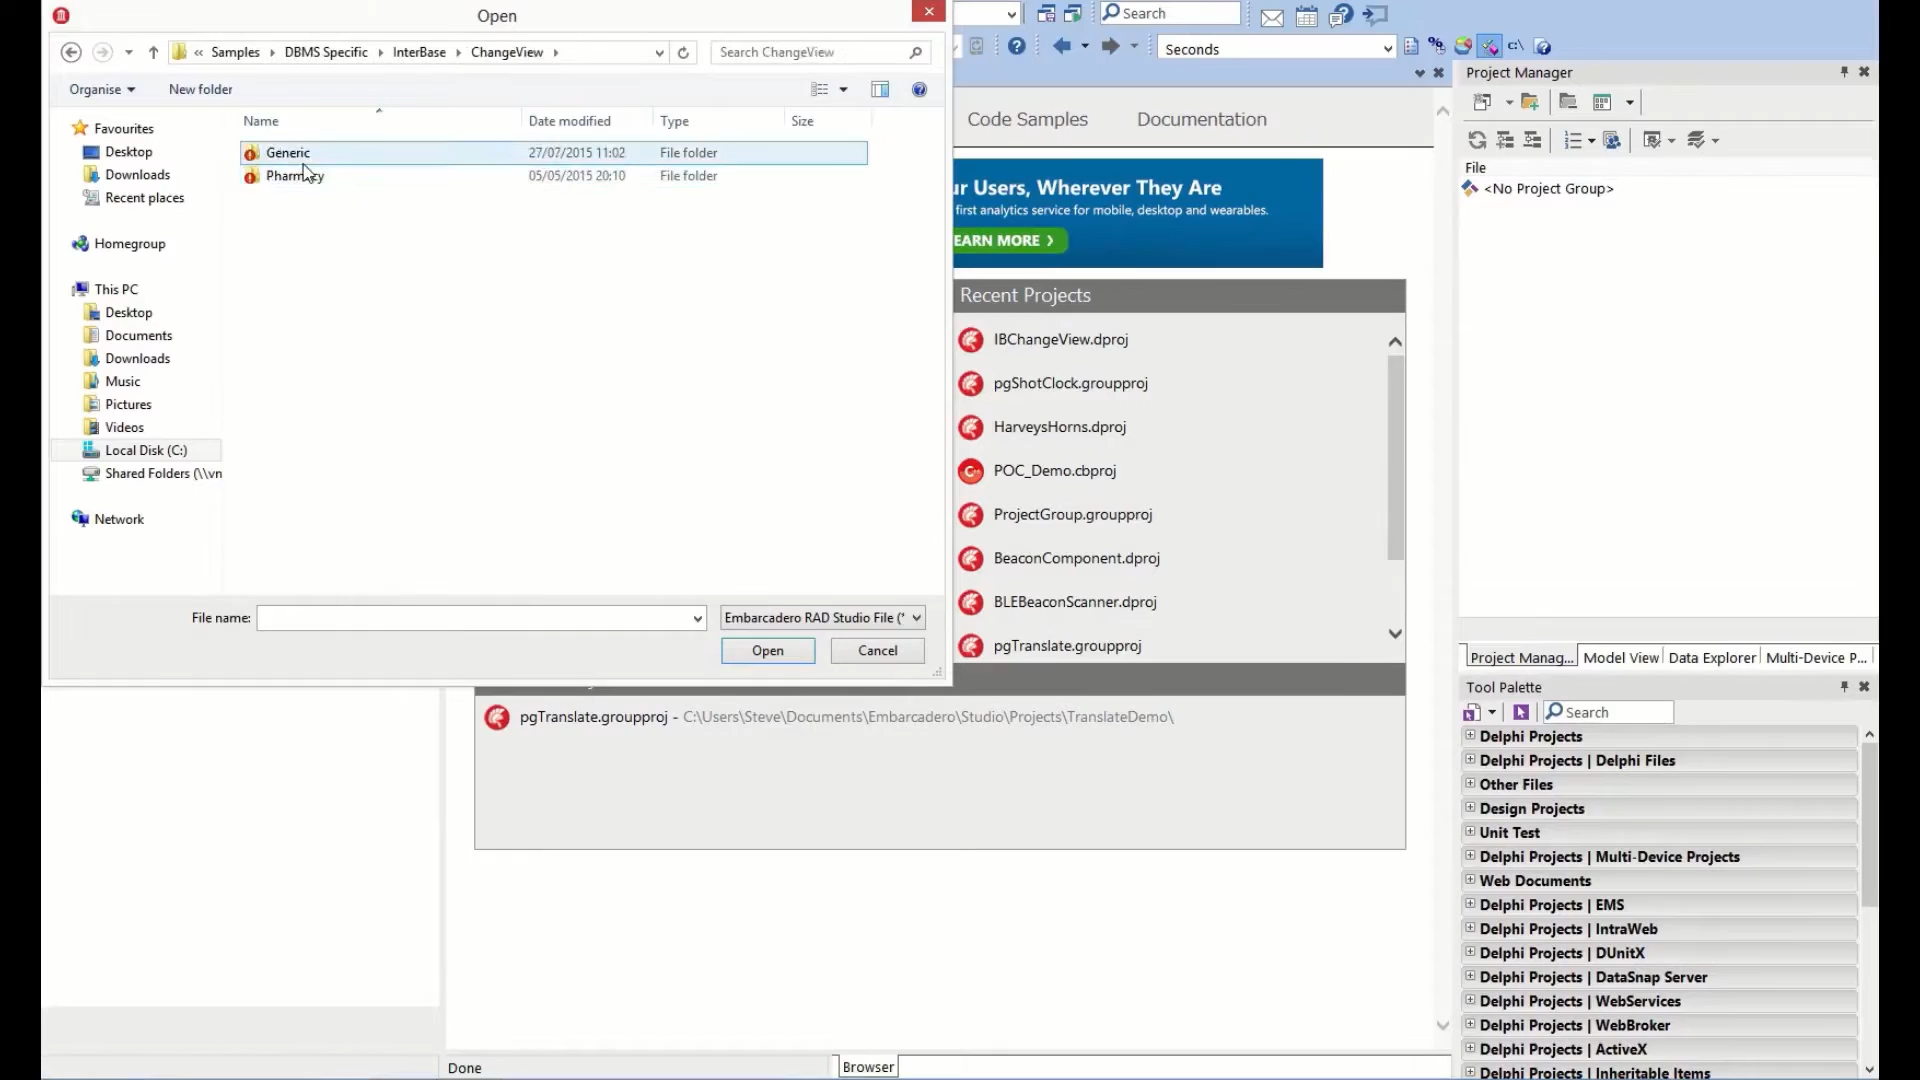 Open
Search
« Samples DBMS Specific InterBase ChangeView
Search ChangeView
Seconds
Organise
New folder
Project Manager
Name
Date modified
Type
Size
Code Samples
Documentation
Favourites
Desktop
Downloads
Recent places
Homegroup
This PC
Desktop
Documents
Downloads
Music
Pictures
Videos
Local Disk (C:)
Shared Folders (\\vn
Network
Generic 27/07/2015 11:02 File folder
05/05/2015 20:10 File folder
File name:
Embarcadero RAD Studio File (*
Open
Cancel
ur Users, Wherever They Are
first analytics service for mobile, desktop and wearables.
EARN MORE
Recent Projects
IBChangeView.dproj
pgShotClock.groupproj
HarveysHorns.dproj
POC_Demo.cbproj
ProjectGroup.groupproj
BeaconComponent.dproj
BLEBeaconScanner.dproj
pgTranslate.groupproj
pgTranslate.groupproj - C:\Users\Steve\Documents\Embarcadero\Studio\Projects\TranslateDemo\
Done
Browser
File
<No Project Group>
Project Manag...
Model View
Data Explorer
Multi-Device P...
Tool Palette
Search
Delphi Projects
Delphi Projects | Delphi Files
Other Files
Design Projects
Unit Test
Delphi Projects | Multi-Device Projects
Web Documents
Delphi Projects | EMS
Delphi Projects | IntraWeb
Delphi Projects | DUnitX
Delphi Projects | DataSnap Server
Delphi Projects | WebServices
Delphi Projects | WebBroker
Delphi Projects | ActiveX
Delphi Projects | Inheritable Items